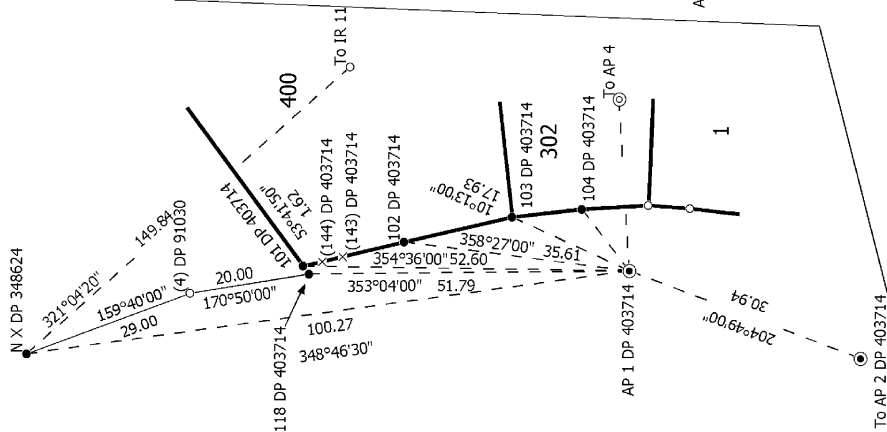 A
N X DP 348624
To IR 11
149.84
321°04'20"
400
To AP 4
(4) DP 91030
159°40'00"
29.00
20.00
170°50'00"
101 DP 403714
53°41'50"
1.62
(144) DP 403714
(143) DP 403714
102 DP 403714
10°13'00"
17.93
103 DP 403714
302
104 DP 403714
1
358°27'00" 35.61
354°36'00" 52.60
353°04'00" 51.79
100.27
348°46'30"
118 DP 403714
AP 1 DP 403714
30.94
204°49'00"
To AP 2 DP 403714